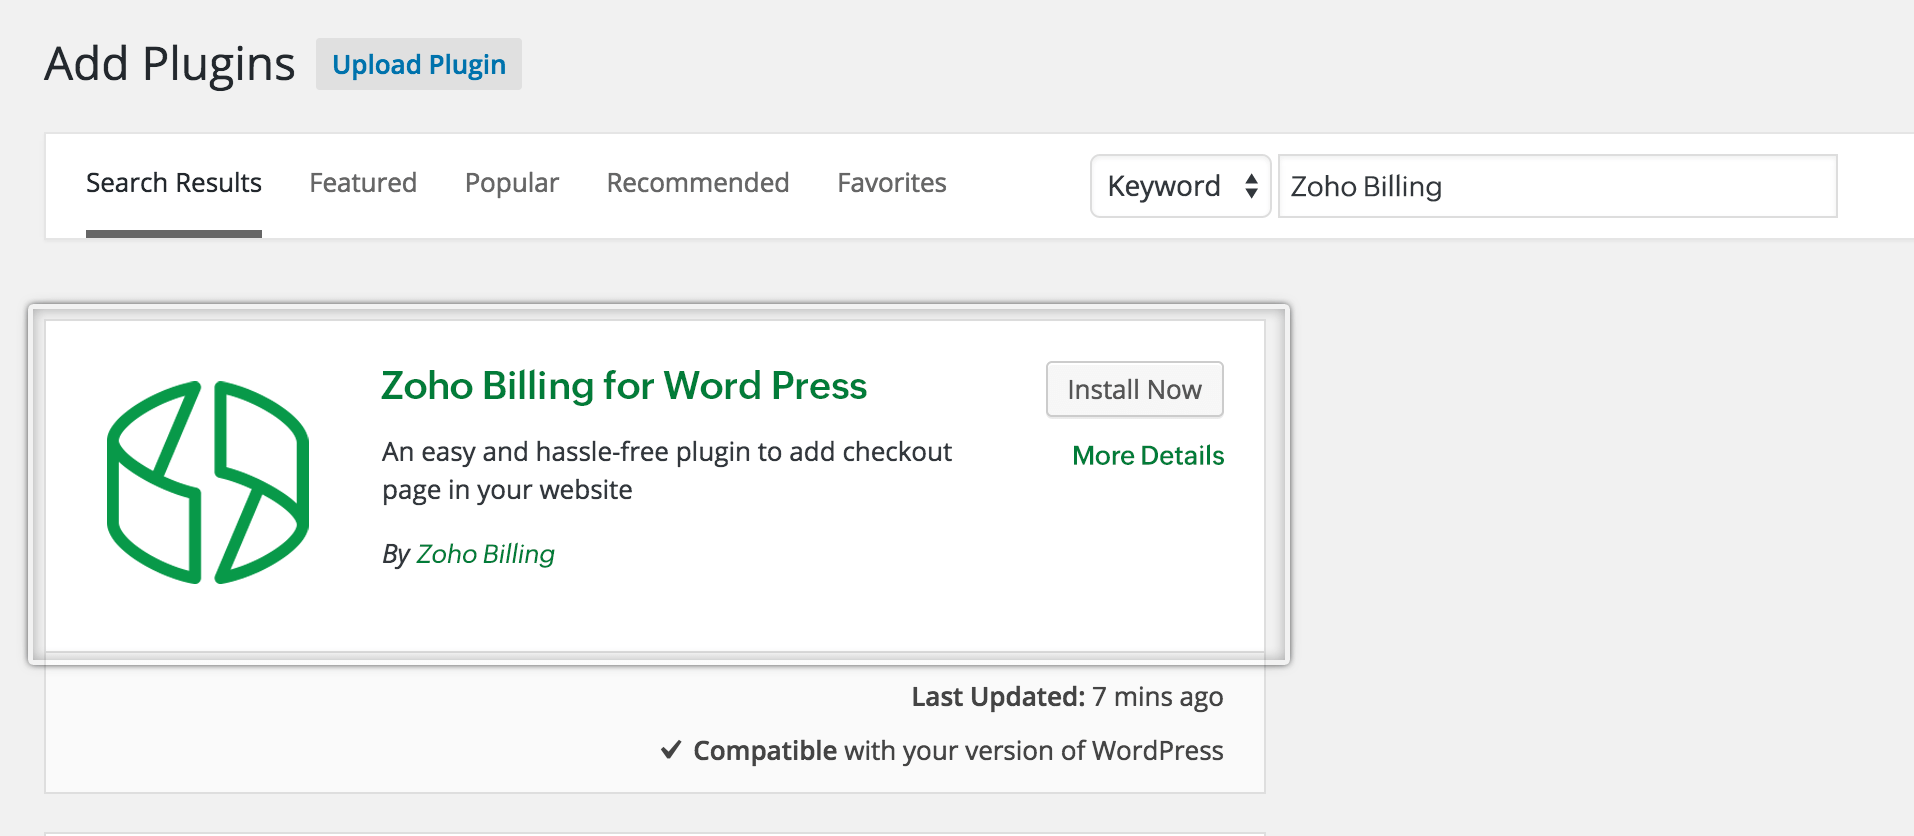 Add Plugins Upload Plugin
Search Results Featured Popular Recommended Favorites Keyword Zoho Billing
Zoho Billing for Word Press Install Now
An easy and hassle-free plugin to add checkout More Details
page in your website
By Zoho Billing
Last Updated: 7 mins ago
Compatible with your version of WordPress